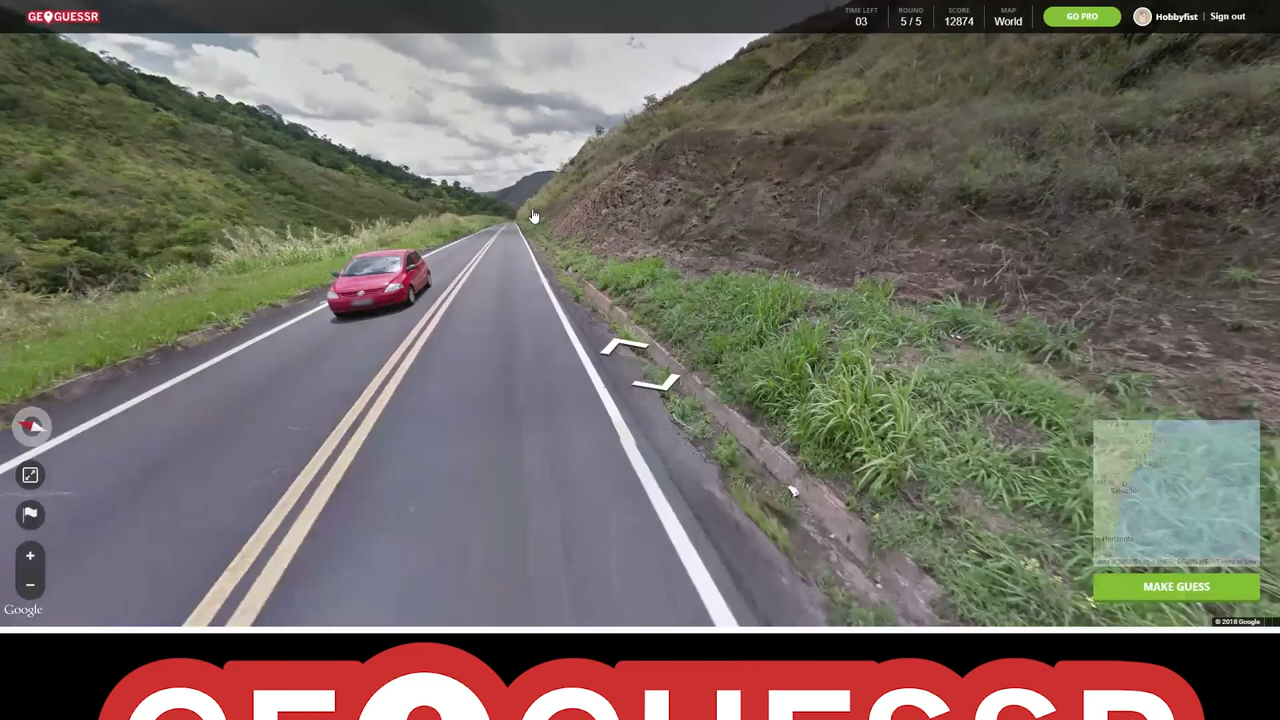 GEOGUESSR
TIME LEFT
03
ROUND
5 / 5
SCORE
12874
MAP
World
GO PRO
Hobbyfist
Sign out
Salvador
MAKE GUESS
Google
© 2018 Google
GEOGUESSR